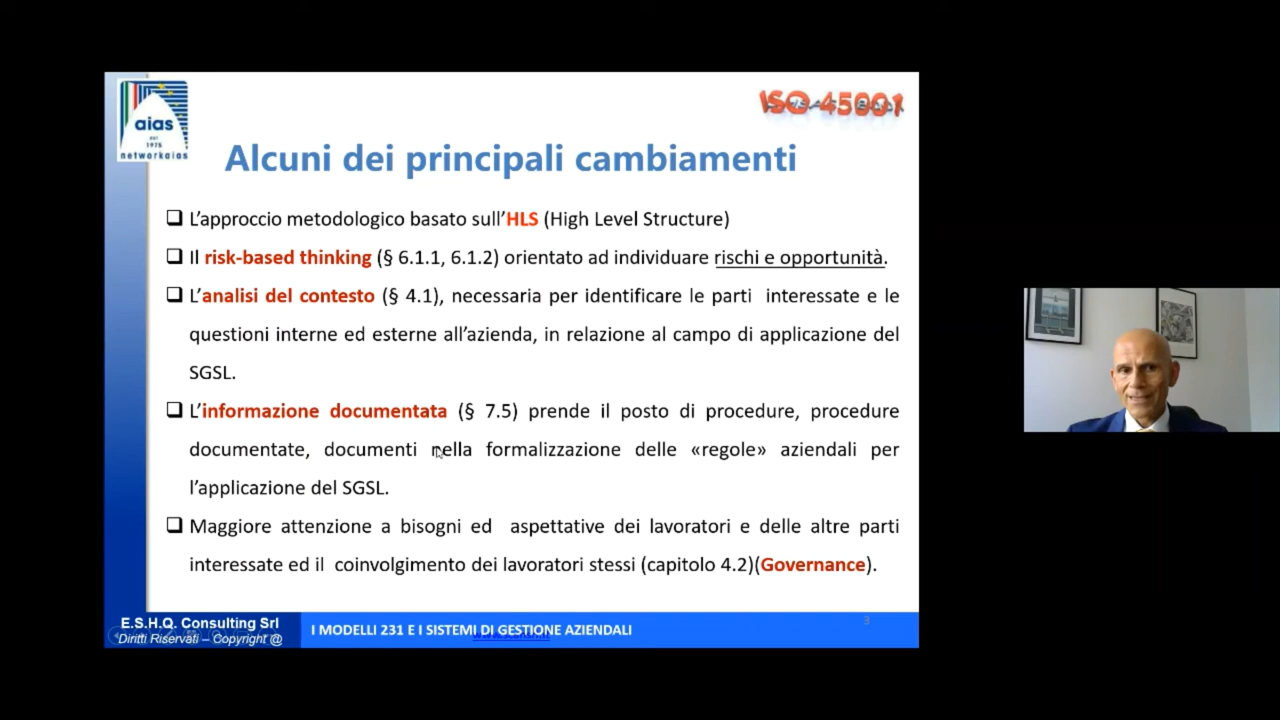 aias
est
1975
networkaias
ISO 45001
Alcuni dei principali cambiamenti
L'approccio metodologico basato sull'HLS (High Level Structure)
Il risk-based thinking (§ 6.1.1, 6.1.2) orientato ad individuare rischi e opportunità.
L'analisi del contesto (§ 4.1), necessaria per identificare le parti interessate e le
questioni interne ed esterne all'azienda, in relazione al campo di applicazione del
SGSL.
L'informazione documentata (§ 7.5) prende il posto di procedure, procedure
documentate, documenti nella formalizzazione delle «regole» aziendali per
l'applicazione del SGSL.
Maggiore attenzione a bisogni ed aspettative dei lavoratori e delle altre parti
interessate ed il coinvolgimento dei lavoratori stessi (capitolo 4.2)(Governance).
E.S.H.Q. Consulting Srl
Diritti Riservati – Copyright @
I MODELLI 231 E I SISTEMI DI GESTIONE AZIENDALI
3